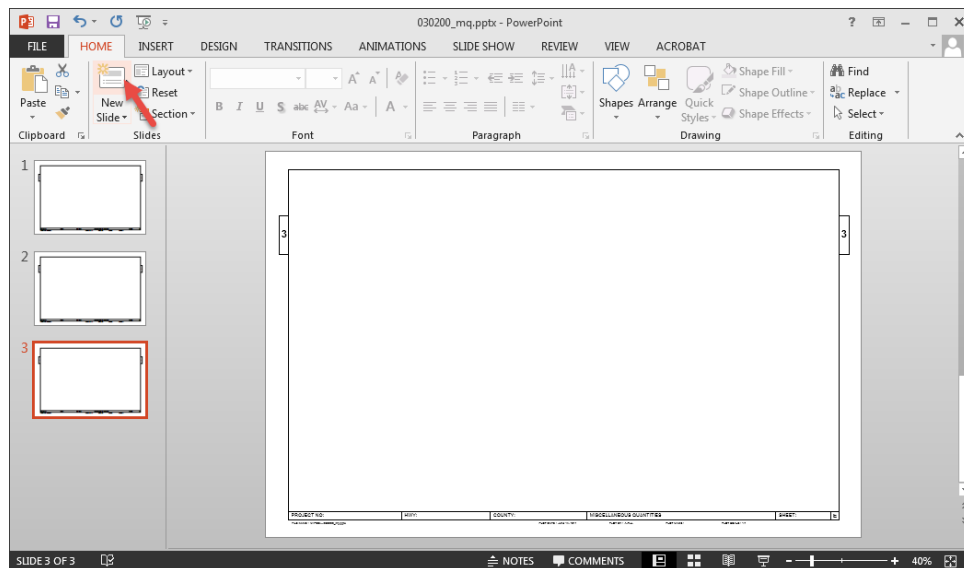 030200_mq.pptx - PowerPoint
FILE HOME INSERT DESIGN TRANSITIONS ANIMATIONS SLIDE SHOW REVIEW VIEW ACROBAT
Paste
New
Slide
Layout
Reset
Section
B I U S abc AV Aa A
Shapes Arrange Quick
Styles
Shape Fill
Shape Outline
Shape Effects
Find
Replace
Select
Clipboard Slides Font Paragraph Drawing Editing
1
2
3
3 3
PROJECT NO: HWY: COUNTY: MISCELLANEOUS QUANTITIES SHEET: E
SLIDE 3 OF 3 NOTES COMMENTS 40%